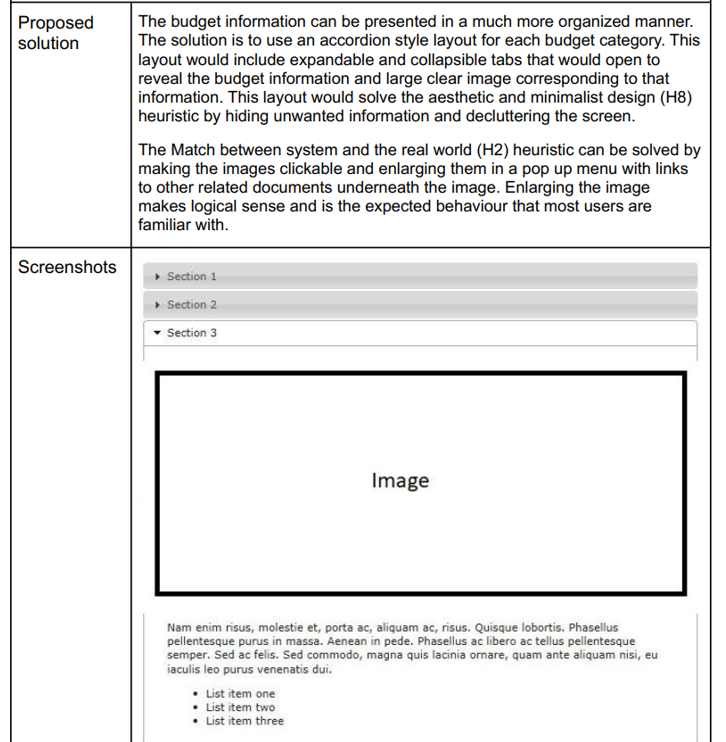 Proposed
solution
The budget information can be presented in a much more organized manner.
The solution is to use an accordion style layout for each budget category. This
layout would include expandable and collapsible tabs that would open to
reveal the budget information and large clear image corresponding to that
information. This layout would solve the aesthetic and minimalist design (H8)
heuristic by hiding unwanted information and decluttering the screen.
The Match between system and the real world (H2) heuristic can be solved by
making the images clickable and enlarging them in a pop up menu with links
to other related documents underneath the image. Enlarging the image
makes logical sense and is the expected behaviour that most users are
familiar with.
Screenshots
Section 1
Section 2
Section 3
Image
Nam enim risus, molestie et, porta ac, aliquam ac, risus. Quisque lobortis. Phasellus
pellentesque purus in massa. Aenean in pede. Phasellus ac libero ac tellus pellentesque
semper. Sed ac felis. Sed commodo, magna quis lacinia ornare, quam ante aliquam nisi, eu
iaculis leo purus venenatis dui.
• List item one
• List item two
• List item three